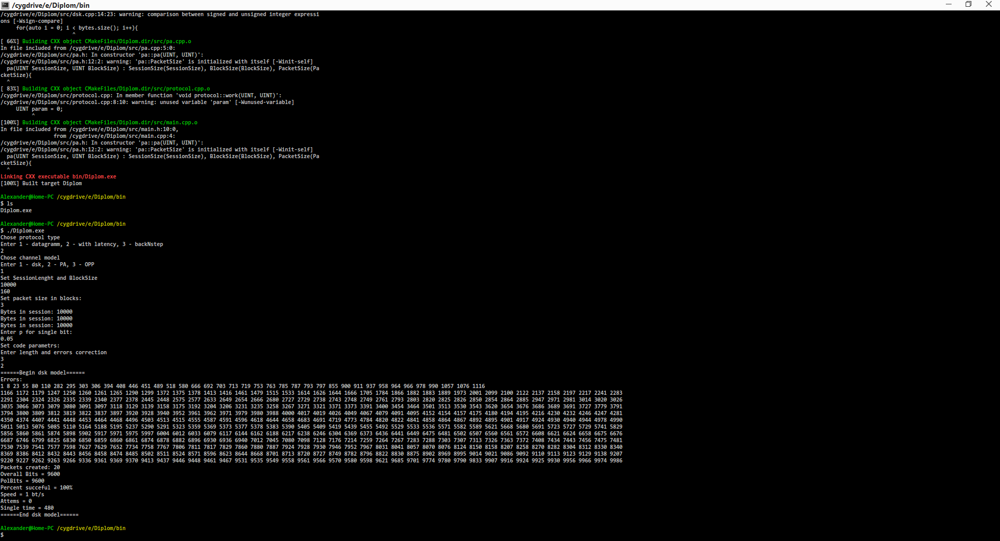 /cygdrive/e/Diplom/bin
/cygdrive/e/Diplom/src/dsk.cpp:14:23: warning: comparison between signed and unsigned integer expressi
ons [-Wsign-compare]
     for(auto i = 0; i < bytes.size(); i++){
                       ^
[ 66%] Building CXX object CMakeFiles/Diplom.dir/src/pa.cpp.o
In file included from /cygdrive/e/Diplom/src/pa.cpp:5:0:
/cygdrive/e/Diplom/src/pa.h: In constructor 'pa::pa(UINT, UINT)':
/cygdrive/e/Diplom/src/pa.h:12:2: warning: 'pa::PacketSize' is initialized with itself [-Winit-self]
  pa(UINT SessionSize, UINT BlockSize) : SessionSize(SessionSize), BlockSize(BlockSize), PacketSize(Pa
cketSize){
  ^
[ 83%] Building CXX object CMakeFiles/Diplom.dir/src/protocol.cpp.o
/cygdrive/e/Diplom/src/protocol.cpp: In member function 'void protocol::work(UINT, UINT)':
/cygdrive/e/Diplom/src/protocol.cpp:8:10: warning: unused variable 'param' [-Wunused-variable]
     UINT param = 0;
          ^
[100%] Building CXX object CMakeFiles/Diplom.dir/src/main.cpp.o
In file included from /cygdrive/e/Diplom/src/main.h:10:0,
                 from /cygdrive/e/Diplom/src/main.cpp:4:
/cygdrive/e/Diplom/src/pa.h: In constructor 'pa::pa(UINT, UINT)':
/cygdrive/e/Diplom/src/pa.h:12:2: warning: 'pa::PacketSize' is initialized with itself [-Winit-self]
  pa(UINT SessionSize, UINT BlockSize) : SessionSize(SessionSize), BlockSize(BlockSize), PacketSize(Pa
cketSize){
  ^
Linking CXX executable bin/Diplom.exe
[100%] Built target Diplom
Alexander@Home-PC /cygdrive/e/Diplom/bin
$ ls
Diplom.exe
Alexander@Home-PC /cygdrive/e/Diplom/bin
$ ./Diplom.exe
Chose protocol type
Enter 1 - datagramm, 2 - with latency, 3 - backNstep
2
Chose channel model
Enter 1 - dsk, 2 - PA, 3 - OPP
1
Set SessionLenght and BlockSize
10000
160
Set packet size in blocks:
3
Bytes in session: 10000
Bytes in session: 10000
Bytes in session: 10000
Enter p for single bit:
0.05
Set code parametrs:
Enter length and errors correction
3
2
======Begin dsk model======
Errors:
1 8 23 55 80 110 282 295 303 306 394 408 446 451 489 518 580 666 692 703 713 719 753 763 785 787 793 797 855 900 911 937 958 964 966 978 990 1057 1076 1116
1166 1172 1179 1247 1250 1260 1261 1265 1290 1299 1372 1375 1378 1413 1416 1461 1479 1515 1533 1614 1626 1644 1666 1705 1784 1866 1882 1883 1889 1973 2001 2099 2100 2122 2137 2158 2197 2217 2241 2283
2291 2304 2324 2326 2335 2339 2340 2377 2378 2445 2448 2575 2577 2633 2649 2654 2666 2680 2727 2729 2738 2743 2748 2749 2761 2793 2803 2820 2825 2826 2850 2854 2864 2885 2947 2971 2981 3014 3020 3026
3035 3066 3073 3079 3080 3091 3097 3118 3129 3139 3158 3175 3192 3204 3206 3231 3235 3258 3267 3271 3321 3371 3373 3391 3400 3454 3464 3501 3513 3530 3543 3620 3654 3676 3686 3689 3691 3727 3779 3791
3794 3800 3809 3812 3819 3822 3837 3897 3920 3928 3940 3952 3961 3962 3971 3979 3980 3988 4000 4017 4019 4026 4049 4067 4079 4091 4095 4152 4154 4157 4175 4180 4194 4195 4216 4230 4232 4246 4247 4281
4350 4374 4407 4441 4448 4453 4464 4468 4496 4503 4513 4515 4555 4587 4591 4596 4618 4644 4658 4683 4691 4719 4773 4784 4820 4822 4841 4858 4864 4867 4892 4895 4901 4917 4924 4930 4940 4944 4978 4990
5011 5013 5076 5085 5110 5164 5188 5195 5237 5290 5291 5323 5359 5369 5373 5377 5378 5383 5390 5405 5409 5419 5439 5455 5492 5529 5533 5536 5571 5582 5589 5621 5668 5680 5691 5723 5727 5729 5741 5829
5856 5860 5861 5874 5898 5902 5917 5971 5975 5997 6004 6012 6033 6079 6117 6144 6162 6188 6217 6238 6246 6304 6369 6373 6436 6441 6449 6475 6481 6502 6507 6560 6561 6572 6608 6621 6624 6658 6675 6676
6687 6746 6799 6825 6830 6850 6859 6860 6861 6874 6878 6882 6896 6930 6936 6940 7012 7045 7080 7098 7128 7176 7214 7259 7264 7267 7283 7288 7303 7307 7313 7326 7363 7372 7408 7434 7443 7456 7475 7481
7530 7539 7541 7577 7598 7627 7629 7652 7734 7758 7767 7806 7811 7817 7829 7860 7880 7887 7924 7928 7930 7946 7952 7967 8031 8041 8057 8070 8076 8124 8150 8158 8207 8258 8270 8282 8304 8312 8330 8340
8369 8386 8412 8432 8443 8456 8458 8474 8485 8502 8511 8524 8571 8596 8623 8644 8668 8701 8713 8720 8727 8749 8782 8796 8822 8830 8875 8902 8969 8995 9014 9021 9086 9092 9110 9113 9123 9129 9138 9207
9220 9227 9262 9263 9266 9336 9361 9369 9370 9413 9437 9446 9448 9461 9467 9531 9535 9549 9558 9561 9566 9570 9580 9598 9621 9685 9701 9774 9780 9790 9833 9907 9916 9924 9925 9930 9956 9966 9974 9986
Packets created: 20
Overall Bits = 9600
PolBits = 9600
Percent succeful = 100%
Speed = 1 bt/s
Attems = 0
Single time = 480
======End dsk model======
Alexander@Home-PC /cygdrive/e/Diplom/bin
$